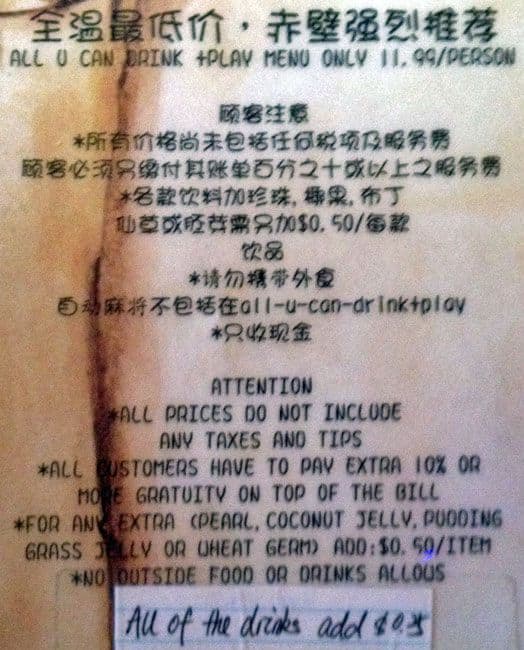 全温最低价，赤壁强烈推荐
ALL U CAN DRINK +PLAY MENU ONLY 11.99/PERSON
顾客注意
*所有价格尚未包括任何税项及服务费
顾客必须另缴付其账单百分之十或以上之服务费
*各款饮料加珍珠,椰果,布丁
仙草或胚芽需另加$0.50/每款
饮品
*请勿携带外食
自动麻将不包括在all-u-can-drink+play
*只收现金
ATTENTION
*ALL PRICES DO NOT INCLUDE
ANY TAXES AND TIPS
*ALL CUSTOMERS HAVE TO PAY EXTRA 10% OR
MORE GRATUITY ON TOP OF THE BILL
*FOR ANY EXTRA (PEARL, COCONUT JELLY, PUDDING
GRASS JELLY OR WHEAT GERM) ADD:$0.50/ITEM
*NO OUTSIDE FOOD OR DRINKS ALLOWS
All of the drinks add $0.25